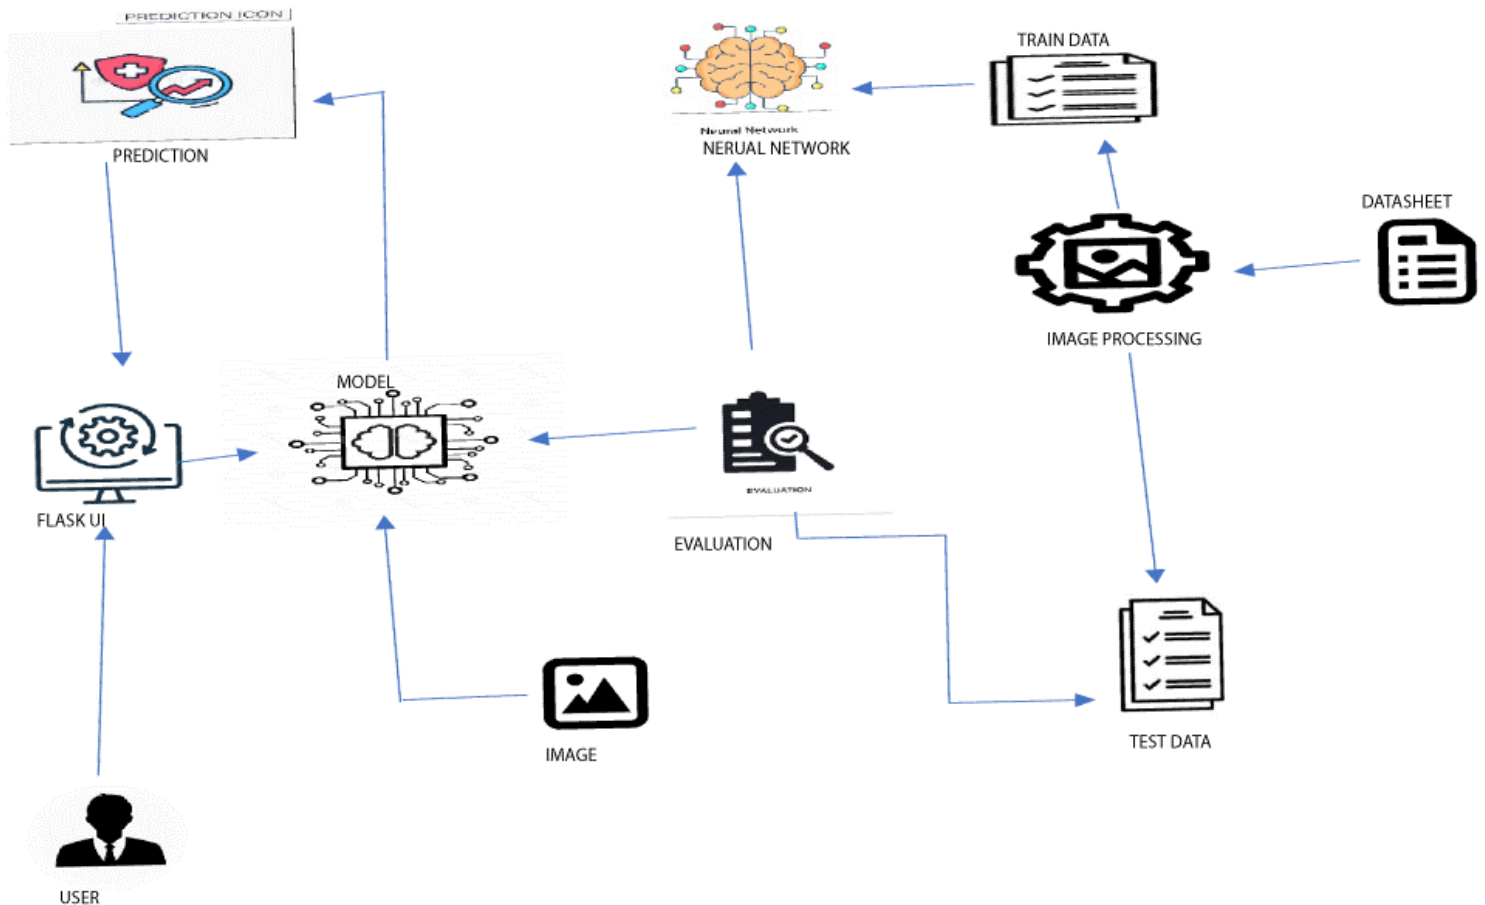 PREDICTION ICON
PREDICTION
Neural Network
NERUAL NETWORK
TRAIN DATA
DATASHEET
IMAGE PROCESSING
MODEL
EVALUATION
EVALUATION
FLASK UI
IMAGE
TEST DATA
USER